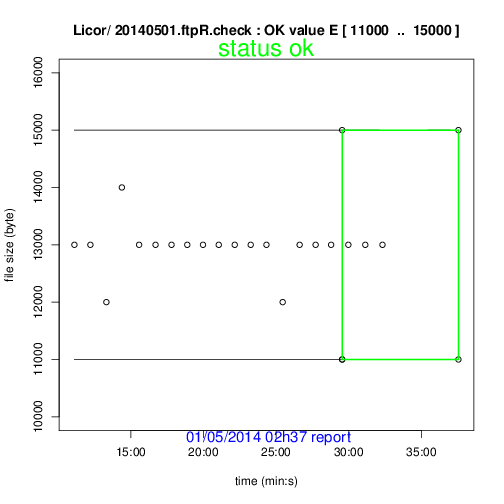 Licor/ 20140501.ftpR.check : OK value E [ 11000 .. 15000 ]
status ok
16000
15000
14000
13000
12000
11000
10000
file size (byte)
01/05/2014 02h37 report
15:00 20:00 25:00 30:00 35:00
time (min:s)